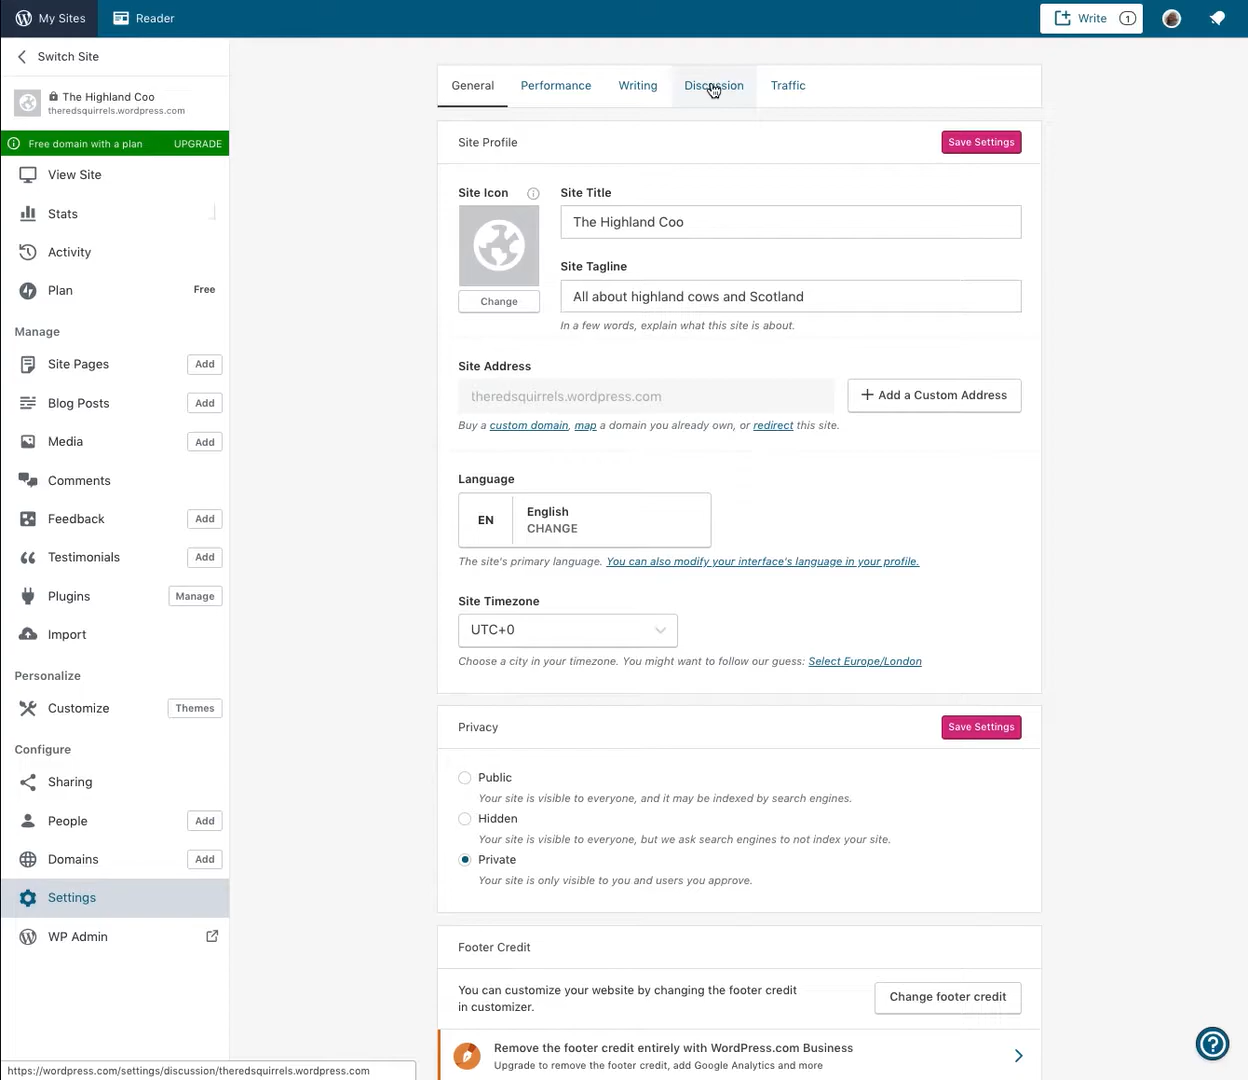 My Sites
Reader
Write 1
Switch Site
The Highland Coo
theredsquirrels.wordpress.com
Free domain with a plan UPGRADE
View Site
Stats
Activity
Plan Free
Manage
Site Pages Add
Blog Posts Add
Media Add
Comments
Feedback Add
Testimonials Add
Plugins Manage
Import
Personalize
Customize Themes
Configure
Sharing
People Add
Domains Add
Settings
WP Admin
https://wordpress.com/settings/discussion/theredsquirrels.wordpress.com
General Performance Writing Discussion Traffic
Site Profile Save Settings
Site Icon
Change
Site Title
The Highland Coo
Site Tagline
All about highland cows and Scotland
In a few words, explain what this site is about.
Site Address
theredsquirrels.wordpress.com
Add a Custom Address
Buy a custom domain, map a domain you already own, or redirect this site.
Language
EN English
CHANGE
The site's primary language. You can also modify your interface's language in your profile.
Site Timezone
UTC+0
Choose a city in your timezone. You might want to follow our guess: Select Europe/London
Privacy Save Settings
Public
Your site is visible to everyone, and it may be indexed by search engines.
Hidden
Your site is visible to everyone, but we ask search engines to not index your site.
Private
Your site is only visible to you and users you approve.
Footer Credit
You can customize your website by changing the footer credit
in customizer.
Change footer credit
Remove the footer credit entirely with WordPress.com Business
Upgrade to remove the footer credit, add Google Analytics and more